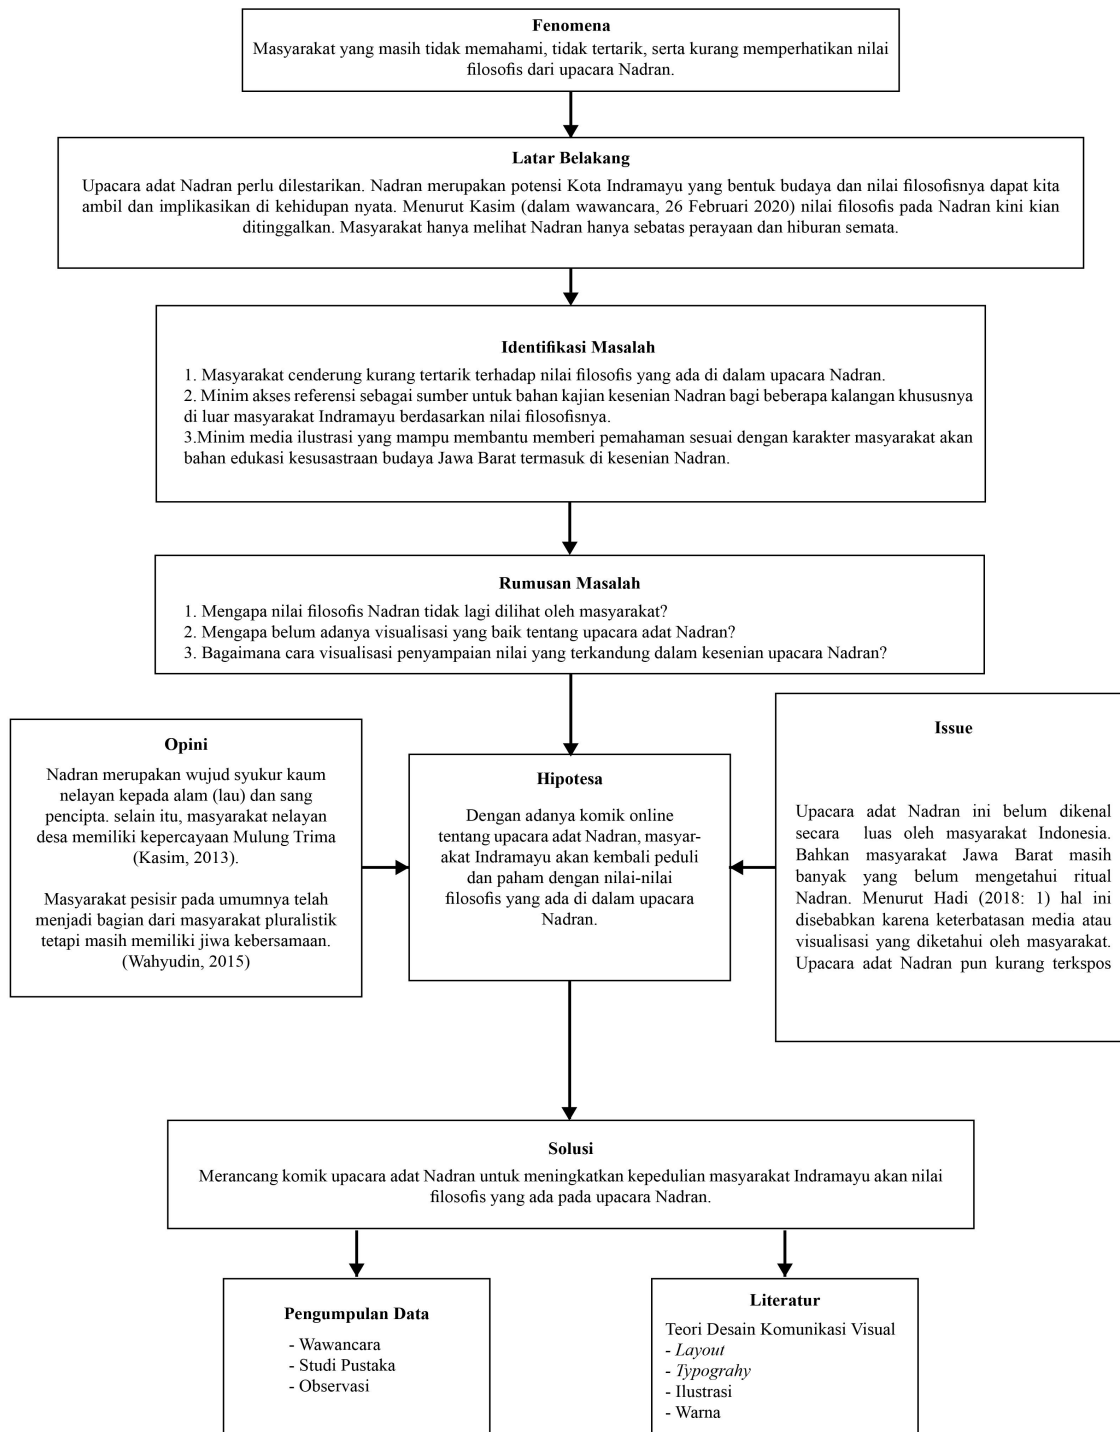 Fenomena
Masyarakat yang masih tidak memahami, tidak tertarik, serta kurang memperhatikan nilai
filosofis dari upacara Nadran.
Latar Belakang
Upacara adat Nadran perlu dilestarikan. Nadran merupakan potensi Kota Indramayu yang bentuk budaya dan nilai filosofisnya dapat kita
ambil dan implikasikan di kehidupan nyata. Menurut Kasim (dalam wawancara, 26 Februari 2020) nilai filosofis pada Nadran kini kian
ditinggalkan. Masyarakat hanya melihat Nadran hanya sebatas perayaan dan hiburan semata.
Identifikasi Masalah
1. Masyarakat cenderung kurang tertarik terhadap nilai filosofis yang ada di dalam upacara Nadran.
2. Minim akses referensi sebagai sumber untuk bahan kajian kesenian Nadran bagi beberapa kalangan khususnya
di luar masyarakat Indramayu berdasarkan nilai filosofisnya.
3.Minim media ilustrasi yang mampu membantu memberi pemahaman sesuai dengan karakter masyarakat akan
bahan edukasi kesusastraan budaya Jawa Barat termasuk di kesenian Nadran.
Rumusan Masalah
1. Mengapa nilai filosofis Nadran tidak lagi dilihat oleh masyarakat?
2. Mengapa belum adanya visualisasi yang baik tentang upacara adat Nadran?
3. Bagaimana cara visualisasi penyampaian nilai yang terkandung dalam kesenian upacara Nadran?
Opini
Nadran merupakan wujud syukur kaum
nelayan kepada alam (lau) dan sang
pencipta. selain itu, masyarakat nelayan
desa memiliki kepercayaan Mulung Trima
(Kasim, 2013).
Masyarakat pesisir pada umumnya telah
menjadi bagian dari masyarakat pluralistik
tetapi masih memiliki jiwa kebersamaan.
(Wahyudin, 2015)
Hipotesa
Dengan adanya komik online
tentang upacara adat Nadran, masyar-
akat Indramayu akan kembali peduli
dan paham dengan nilai-nilai
filosofis yang ada di dalam upacara
Nadran.
Issue
Upacara adat Nadran ini belum dikenal
secara luas oleh masyarakat Indonesia.
Bahkan masyarakat Jawa Barat masih
banyak yang belum mengetahui ritual
Nadran. Menurut Hadi (2018: 1) hal ini
disebabkan karena keterbatasan media atau
visualisasi yang diketahui oleh masyarakat.
Upacara adat Nadran pun kurang terkspos
Solusi
Merancang komik upacara adat Nadran untuk meningkatkan kepedulian masyarakat Indramayu akan nilai
filosofis yang ada pada upacara Nadran.
Pengumpulan Data
- Wawancara
- Studi Pustaka
- Observasi
Literatur
Teori Desain Komunikasi Visual
- Layout
- Typograhy
- Ilustrasi
- Warna